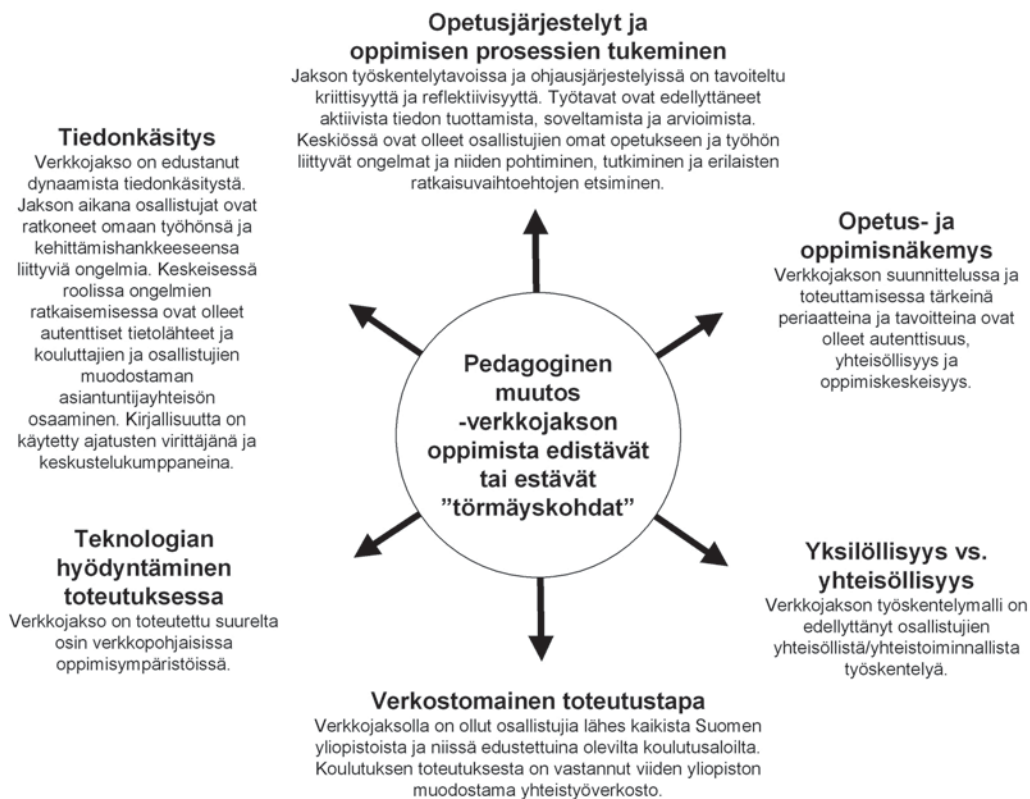 Opetusjärjestelyt ja
oppimisen prosessien tukeminen
Jakson työskentelytavoissa ja ohjausjärjestelyissä on tavoiteltu
kriittisyyttä ja reflektiivisyyttä. Työtavat ovat edellyttäneet
aktiivista tiedon tuottamista, soveltamista ja arvioimista.
Keskiössä ovat olleet osallistujien omat opetukseen ja työhön
liittyvät ongelmat ja niiden pohtiminen, tutkiminen ja erilaisten
ratkaisuvaihtoehtojen etsiminen.
Tiedonkäsitys
Verkkojakso on edustanut
dynaamista tiedonkäsitystä.
Jakson aikana osallistujat ovat
ratkoneet omaan työhönsä ja
kehittämishankkeeseensa
liittyviä ongelmia. Keskeisessä
roolissa ongelmien
ratkaisemisessa ovat olleet
autenttiset tietolähteet ja
kouluttajien ja osallistujien
muodostaman
asiantuntijayhteisön
osaaminen. Kirjallisuutta on
käytetty ajatusten virittäjänä ja
keskustelukumppaneina.
Opetus- ja
oppimisnäkemys
Verkkojakson suunnittelussa ja
toteuttamisessa tärkeinä
periaatteina ja tavoitteina ovat
olleet autenttisuus,
yhteisöllisyys ja
oppimiskeskeisyys.
Pedagoginen
muutos
-verkkojakson
oppimista edistävät
tai estävät
”törmäyskohdat”
Teknologian
hyödyntäminen
toteutuksessa
Verkkojakso on toteutettu suurelta
osin verkkopohjaisissa
oppimisympäristöissä.
Yksilöllisyys vs.
yhteisöllisyys
Verkkojakson työskentelymalli on
edellyttänyt osallistujien
yhteisöllistä/yhteistoiminnallista
työskentelyä.
Verkostomainen toteutustapa
Verkkojaksolla on ollut osallistujia lähes kaikista Suomen
yliopistoista ja niissä edustettuina olevilta koulutusaloilta.
Koulutuksen toteutuksesta on vastannut viiden yliopiston
muodostama yhteistyöverkosto.